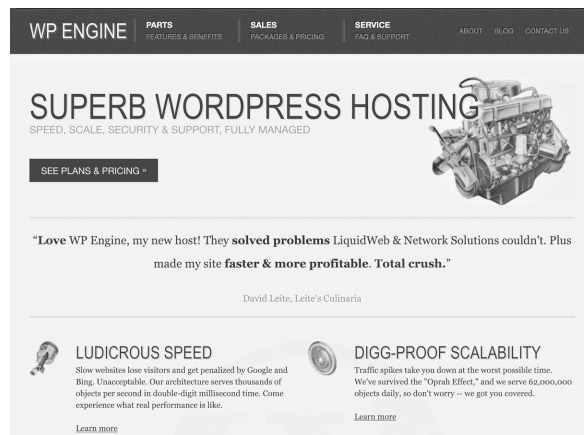 WP ENGINE
PARTS
FEATURES & BENEFITS
SALES
PACKAGES & PRICING
SERVICE
FAQ & SUPPORT
ABOUT BLOG CONTACT US
SUPERB WORDPRESS HOSTING
SPEED, SCALE, SECURITY & SUPPORT, FULLY MANAGED
SEE PLANS & PRICING »
“Love WP Engine, my new host! They solved problems LiquidWeb & Network Solutions couldn't. Plus
made my site faster & more profitable. Total crush.”
David Leite, Leite's Culinaria
LUDICROUS SPEED
Slow websites lose visitors and get penalized by Google and
Bing. Unacceptable. Our architecture serves thousands of
objects per second in double-digit millisecond time. Come
experience what real performance is like.
Learn more
DIGG-PROOF SCALABILITY
Traffic spikes take you down at the worst possible time.
We've survived the "Oprah Effect," and we serve 62,000,000
objects daily, so don't worry -- we got you covered.
Learn more